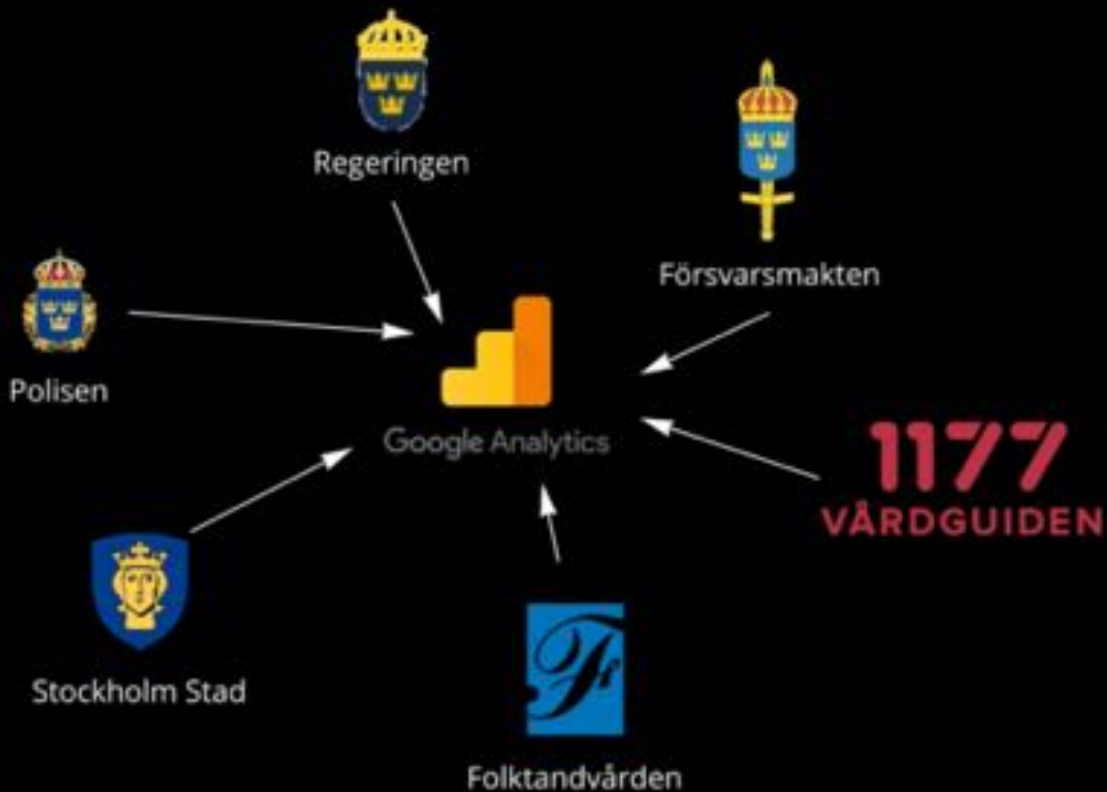 Regeringen
Försvarsmakten
Polisen
Google Analytics
1177
VÅRDGUIDEN
Stockholm Stad
Folktandvården